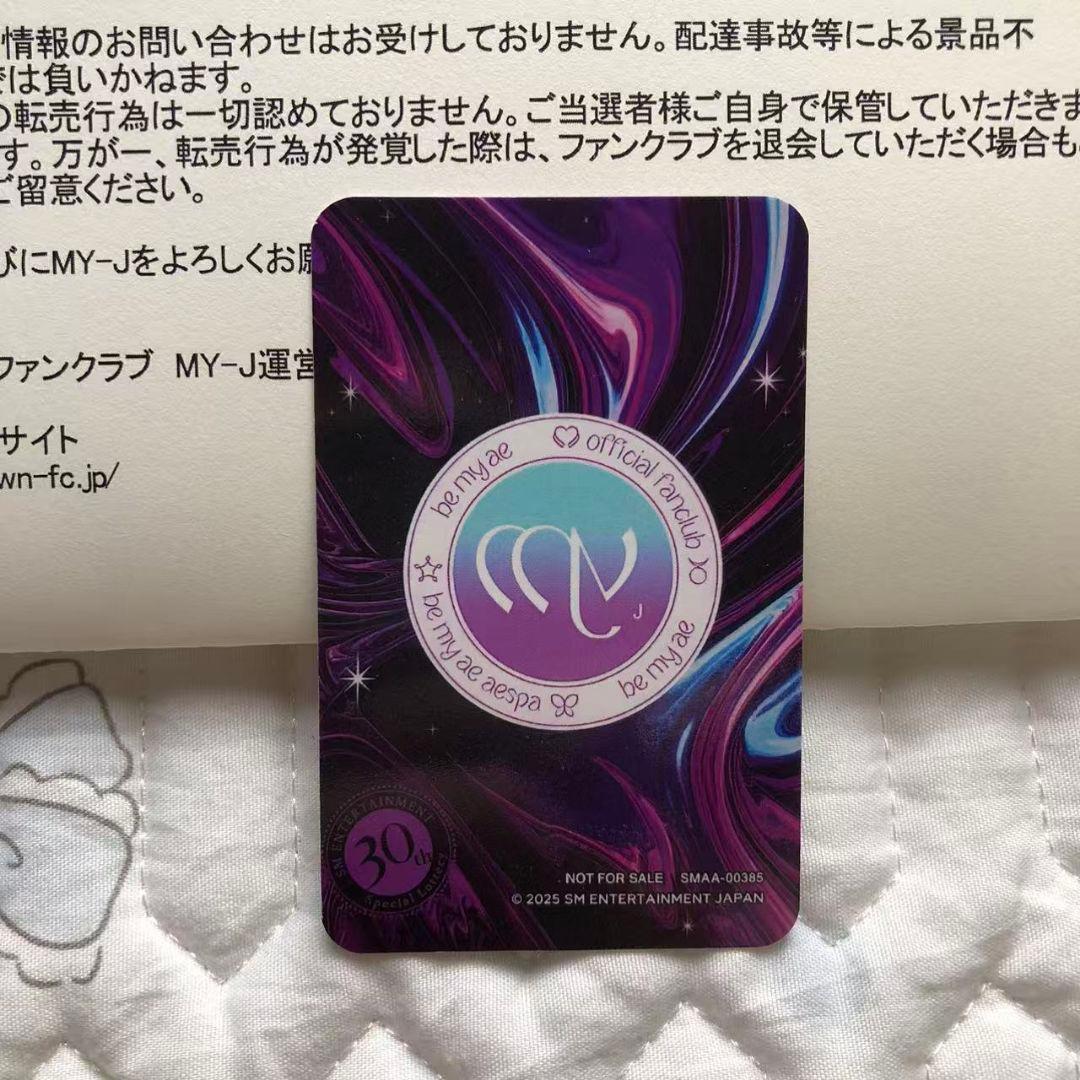 情報のお問い合わせはお受けしておりません。配達事故等による景品不
は負いかねます。
の転売行為は一切認めておりません。ご当選者様ご自身で保管していただきま
す。万が一、転売行為が発覚した際は、ファンクラブを退会していただく場合も
ご留意ください。
びにMY-Jをよろしくお願
ファンクラブ MY-J運営
サイト
wn-fc.jp/
be my ae
official fanclub
be my ae
be my ae aespa
my
J
SM ENTERTAINMENT
30th
Special Lottery
NOT FOR SALE SMAA-00385
© 2025 SM ENTERTAINMENT JAPAN